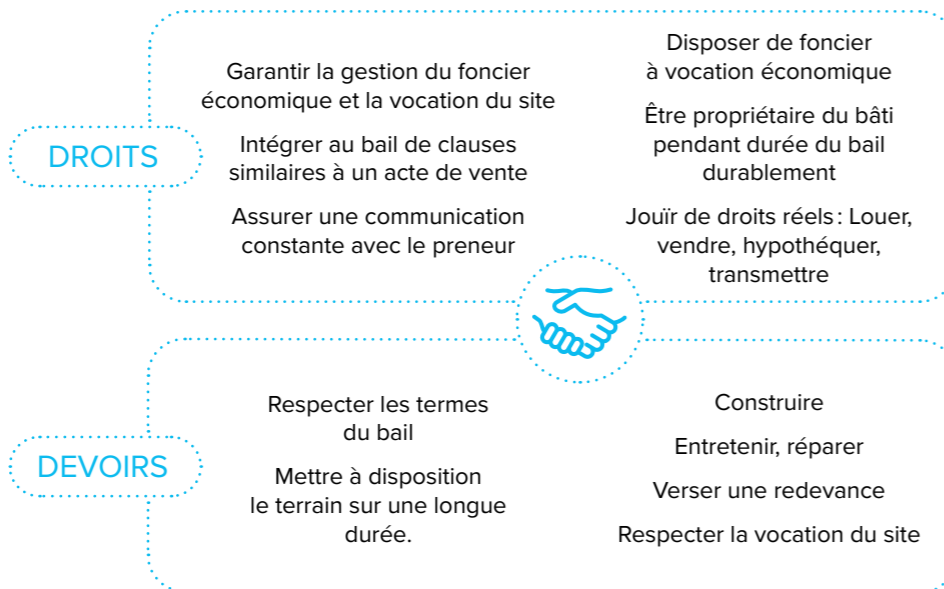 DROITS
Garantir la gestion du foncier
économique et la vocation du site
Intégrer au bail de clauses
similaires à un acte de vente
Assurer une communication
constante avec le preneur
Disposer de foncier
à vocation économique
Être propriétaire du bâti
pendant durée du bail
durablement
Jouïr de droits réels : Louer,
vendre, hypothéquer,
transmettre
DEVOIRS
Respecter les termes
du bail
Mettre à disposition
le terrain sur une longue
durée.
Construire
Entretenir, réparer
Verser une redevance
Respecter la vocation du site